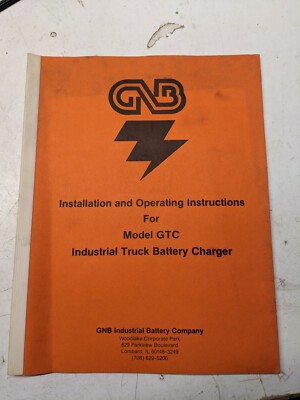 GNB
Installation and Operating Instructions
For
Model GTC
Industrial Truck Battery Charger
GNB Industrial Battery Company
Woodlake Corporate Park
829 Parkview Boulevard
Lombard, IL 60148-3249
(708) 629-5200